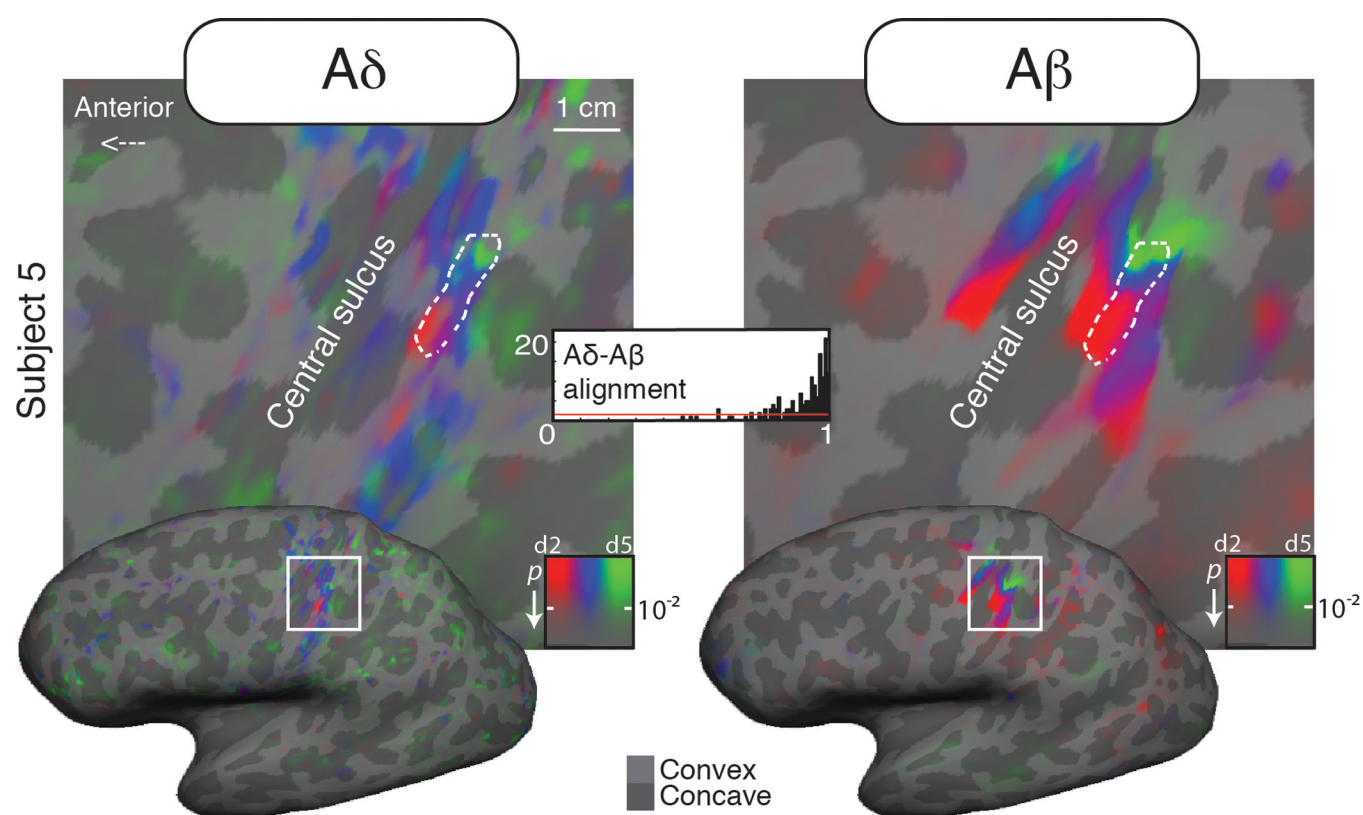 Aδ
Aβ
Anterior
<---
1 cm
Subject 5
Central sulcus
Central sulcus
20
Aδ-Aβ
alignment
0
1
d2
d5
p
10⁻²
d2
d5
p
10⁻²
Convex
Concave